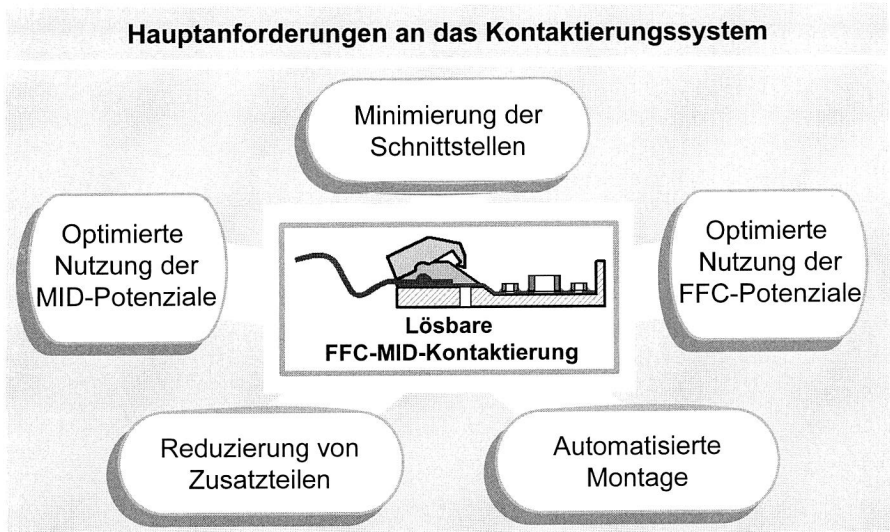 Hauptanforderungen an das Kontaktierungssystem
Minimierung der
Schnittstellen
Optimierte
Nutzung der
MID-Potenziale
Optimierte
Nutzung der
FFC-Potenziale
Lösbare
FFC-MID-Kontaktierung
Reduzierung von
Zusatzteilen
Automatisierte
Montage